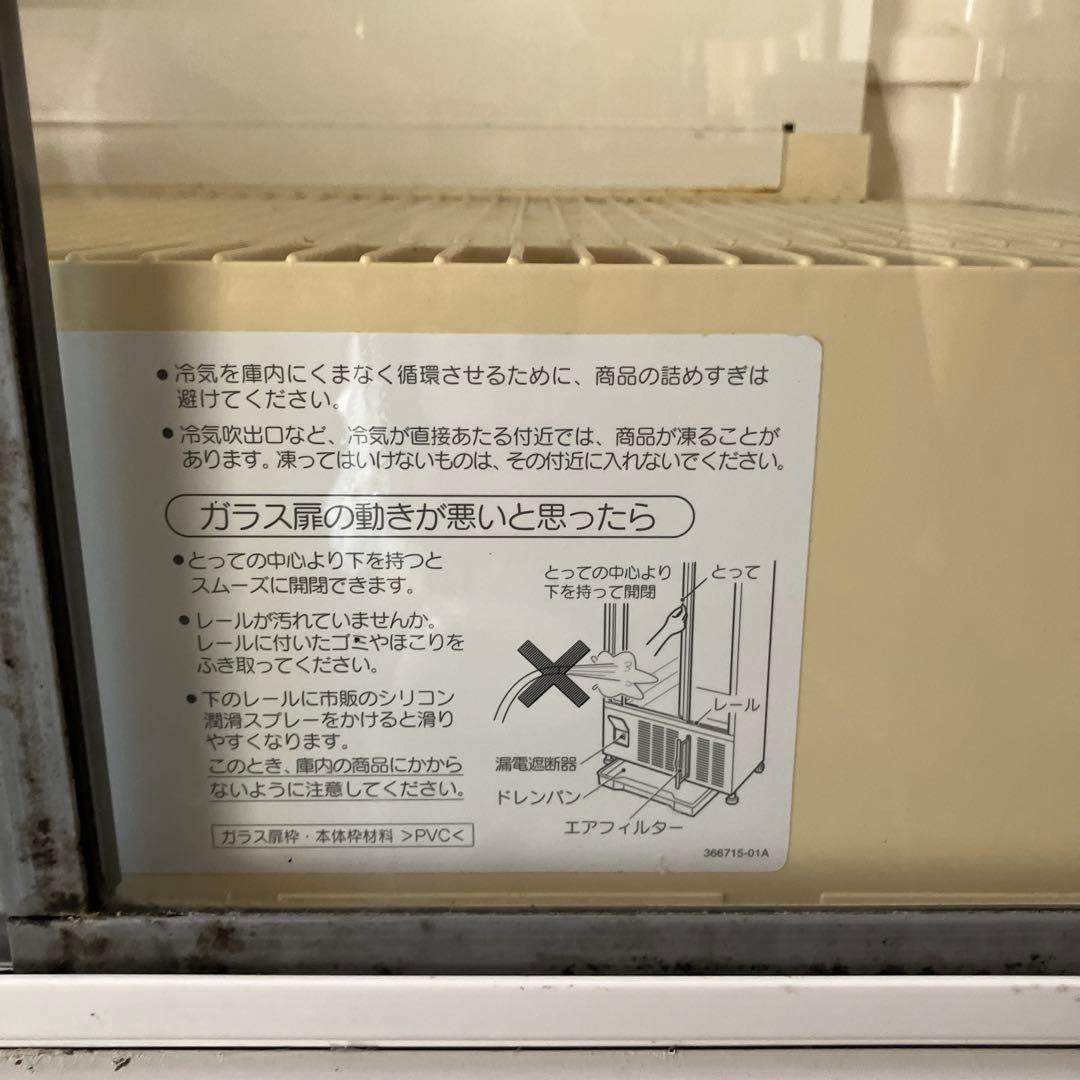 ●冷気を庫内にくまなく循環させるために、商品の詰めすぎは
避けてください。
●冷気吹出口など、冷気が直接あたる付近では、商品が凍ることが
あります。凍ってはいけないものは、その付近に入れないでください。
ガラス扉の動きが悪いと思ったら
●とっての中心より下を持つと
スムーズに開閉できます。
●レールが汚れていませんか。
レールに付いたゴミやほこりを
ふき取ってください。
●下のレールに市販のシリコン
潤滑スプレーをかけると滑り
やすくなります。
このとき、庫内の商品にかから
ないように注意してください。
ガラス扉枠・本体枠材料 >PVC<
とっての中心より
下を持って開閉
とって
レール
漏電遮断器
ドレンパン
エアフィルター
366715-01A